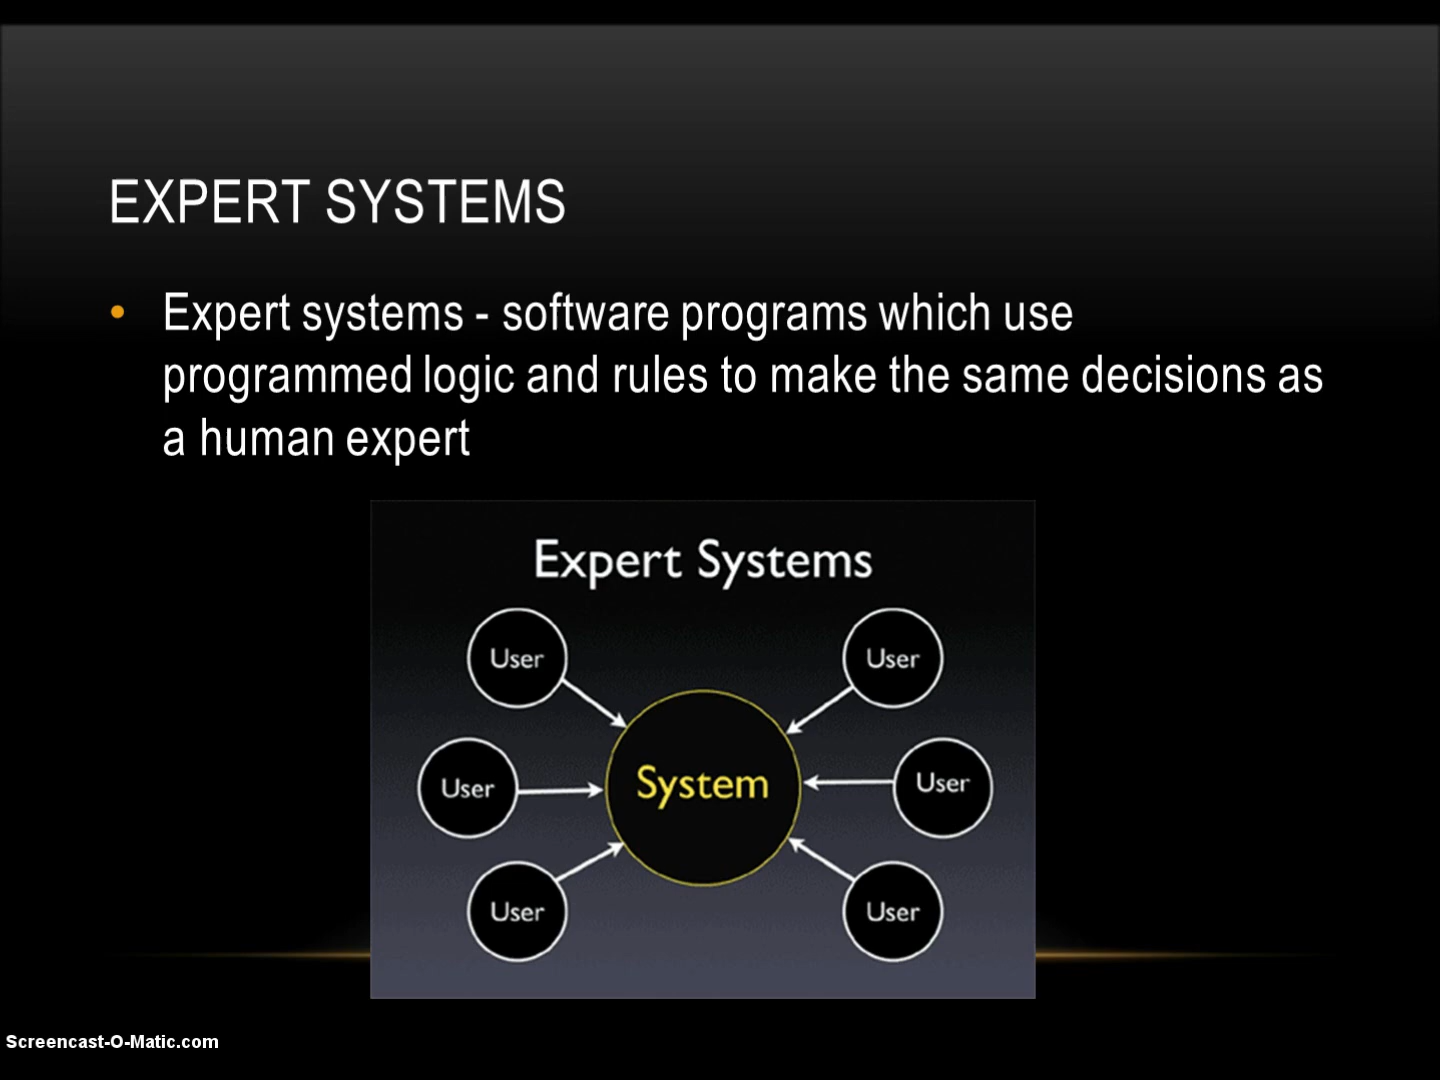 EXPERT SYSTEMS
• Expert systems - software programs which use
programmed logic and rules to make the same decisions as
a human expert
Expert Systems
User
User
User
System
User
User
User
Screencast-O-Matic.com